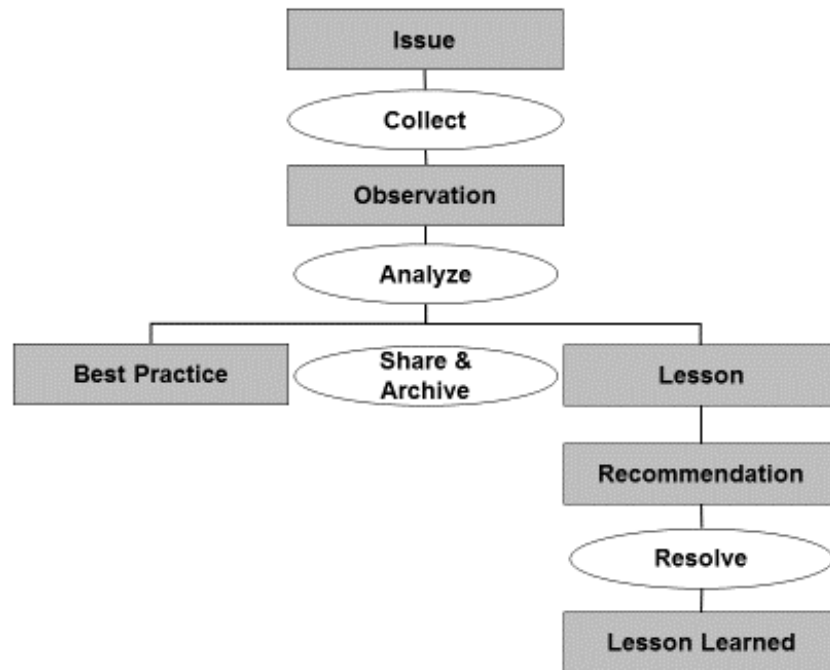 Issue
Collect
Observation
Analyze
Best Practice
Share &
Archive
Lesson
Recommendation
Resolve
Lesson Learned